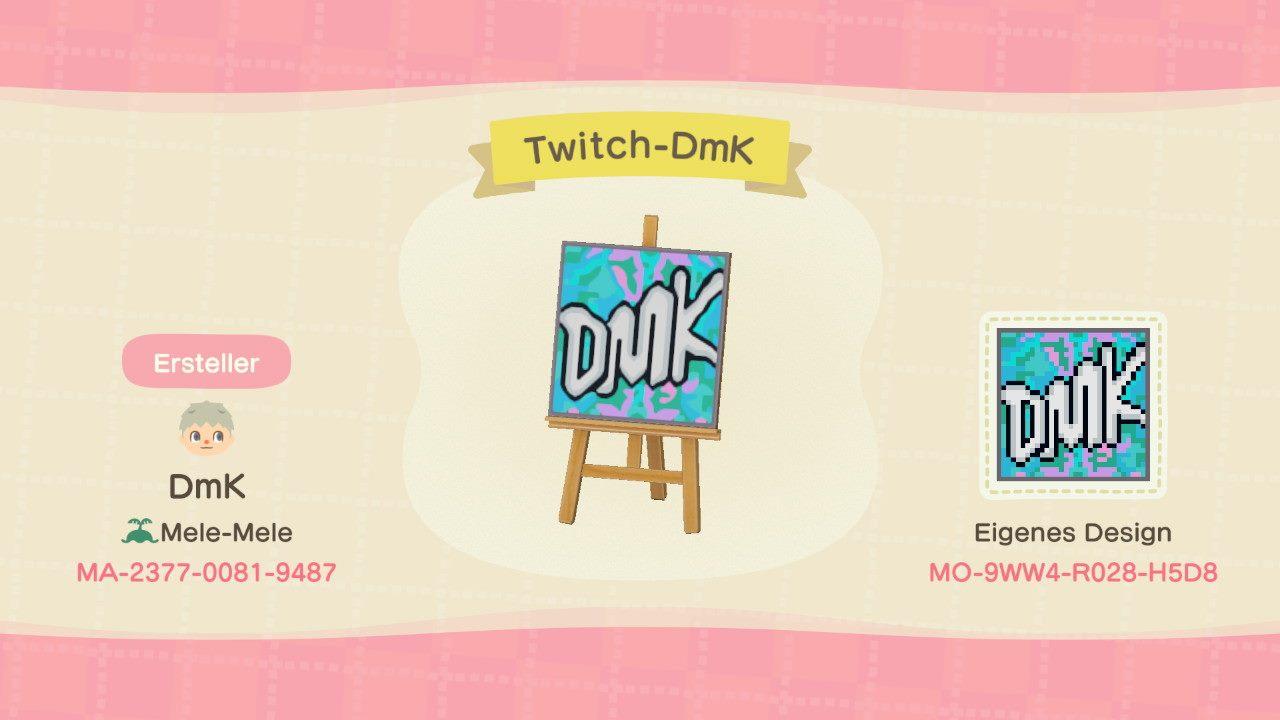 Twitch-DmK
DMK
Ersteller
DmK
Mele-Mele
MA-2377-0081-9487
DMK
Eigenes Design
MO-9WW4-R028-H5D8